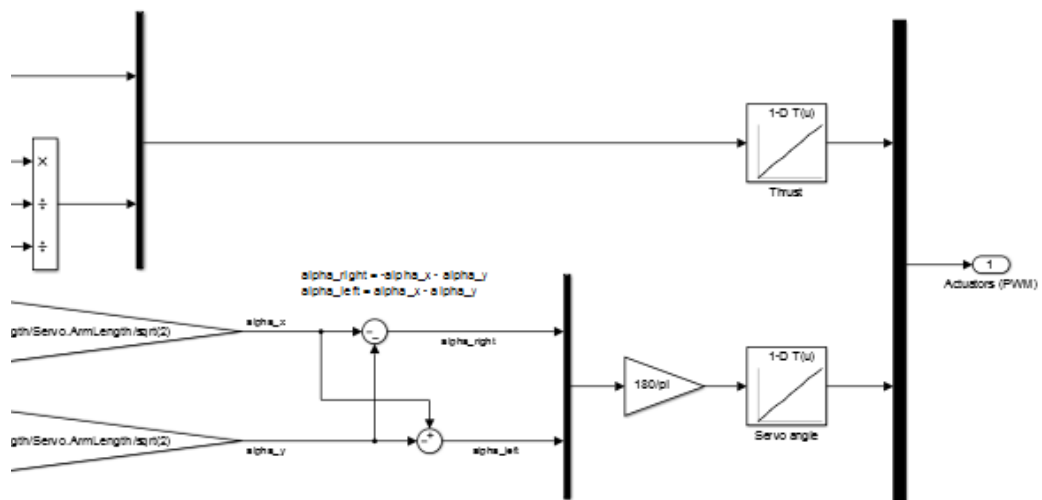 1-D T(u)
Thrust
×
÷
÷
alpha_right = -alpha_x - alpha_y
alpha_left = alpha_x - alpha_y
1
Actuators (PWM)
gth/Servo.ArmLength/sqrt(2)
alpha_x
−
−
alpha_right
1-D T(u)
180/pi
Servo angle
gth/Servo.ArmLength/sqrt(2)
alpha_y
−
+
alpha_left